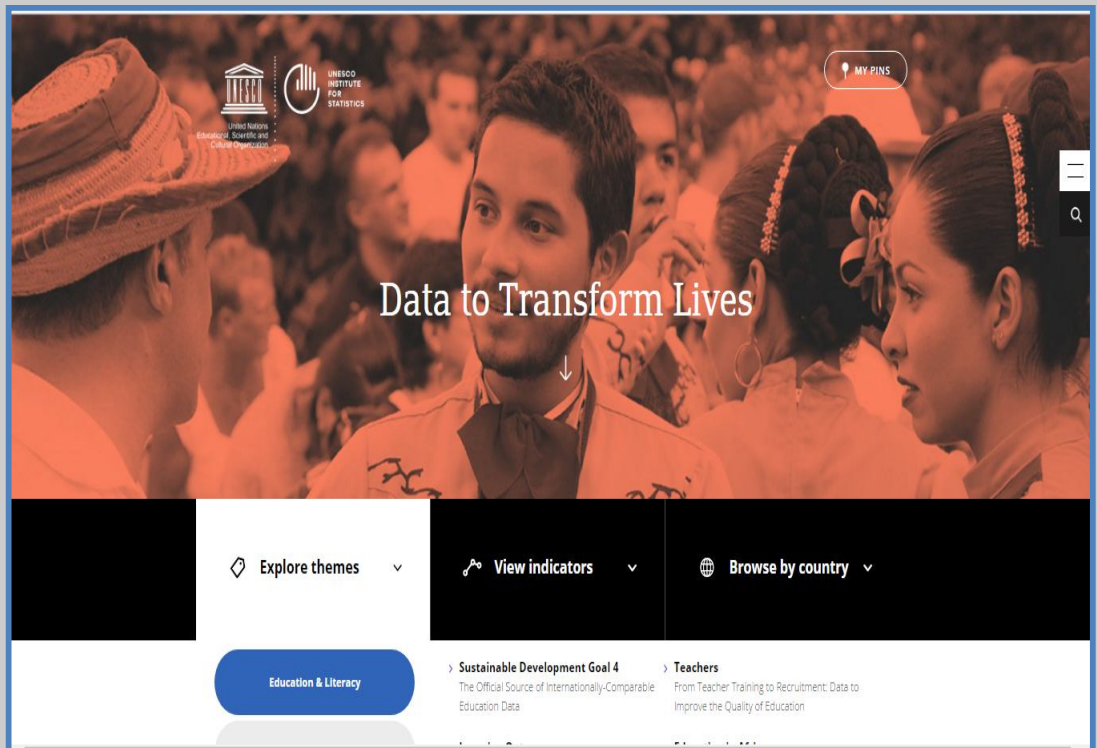 UNESCO
United Nations
Educational, Scientific and
Cultural Organization
UNESCO
INSTITUTE
FOR
STATISTICS
MY PINS
Data to Transform Lives
Explore themes
View indicators
Browse by country
Education & Literacy
Sustainable Development Goal 4
The Official Source of Internationally-Comparable
Education Data
Teachers
From Teacher Training to Recruitment: Data to
Improve the Quality of Education